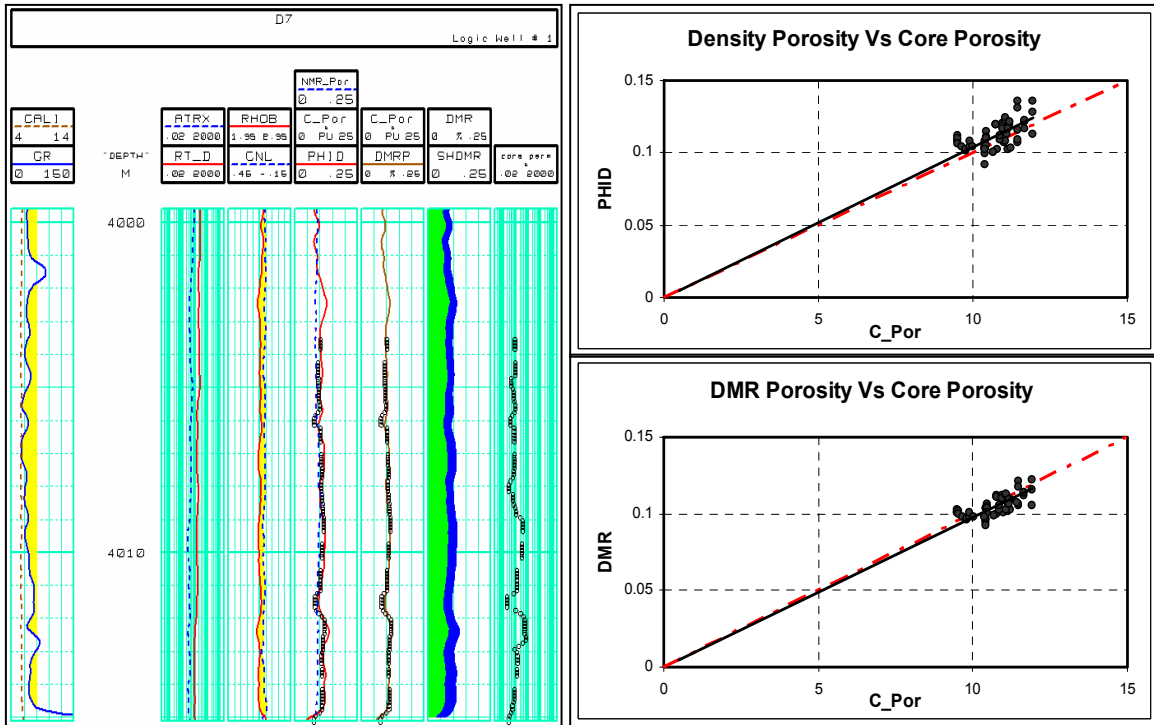 D7
Logic Well # 1
NMR_Por
0 .25
CALI
4 14
GR
0 150
"DEPTH"
M
ATRX
.02 2000
RT_D
.02 2000
RHOB
1.95 2.95
CNL
.45 -.15
C_Por
0 PU 25
PHID
0 .25
C_Por
0 PU 25
DMRP
0 % .25
DMR
0 % .25
SHDMR
0 .25
core perm
.02 2000
4000
4010
Density Porosity Vs Core Porosity
0.15
0.1
0.05
0
PHID
0 5 10 15
C_Por
DMR Porosity Vs Core Porosity
0.15
0.1
0.05
0
DMR
0 5 10 15
C_Por